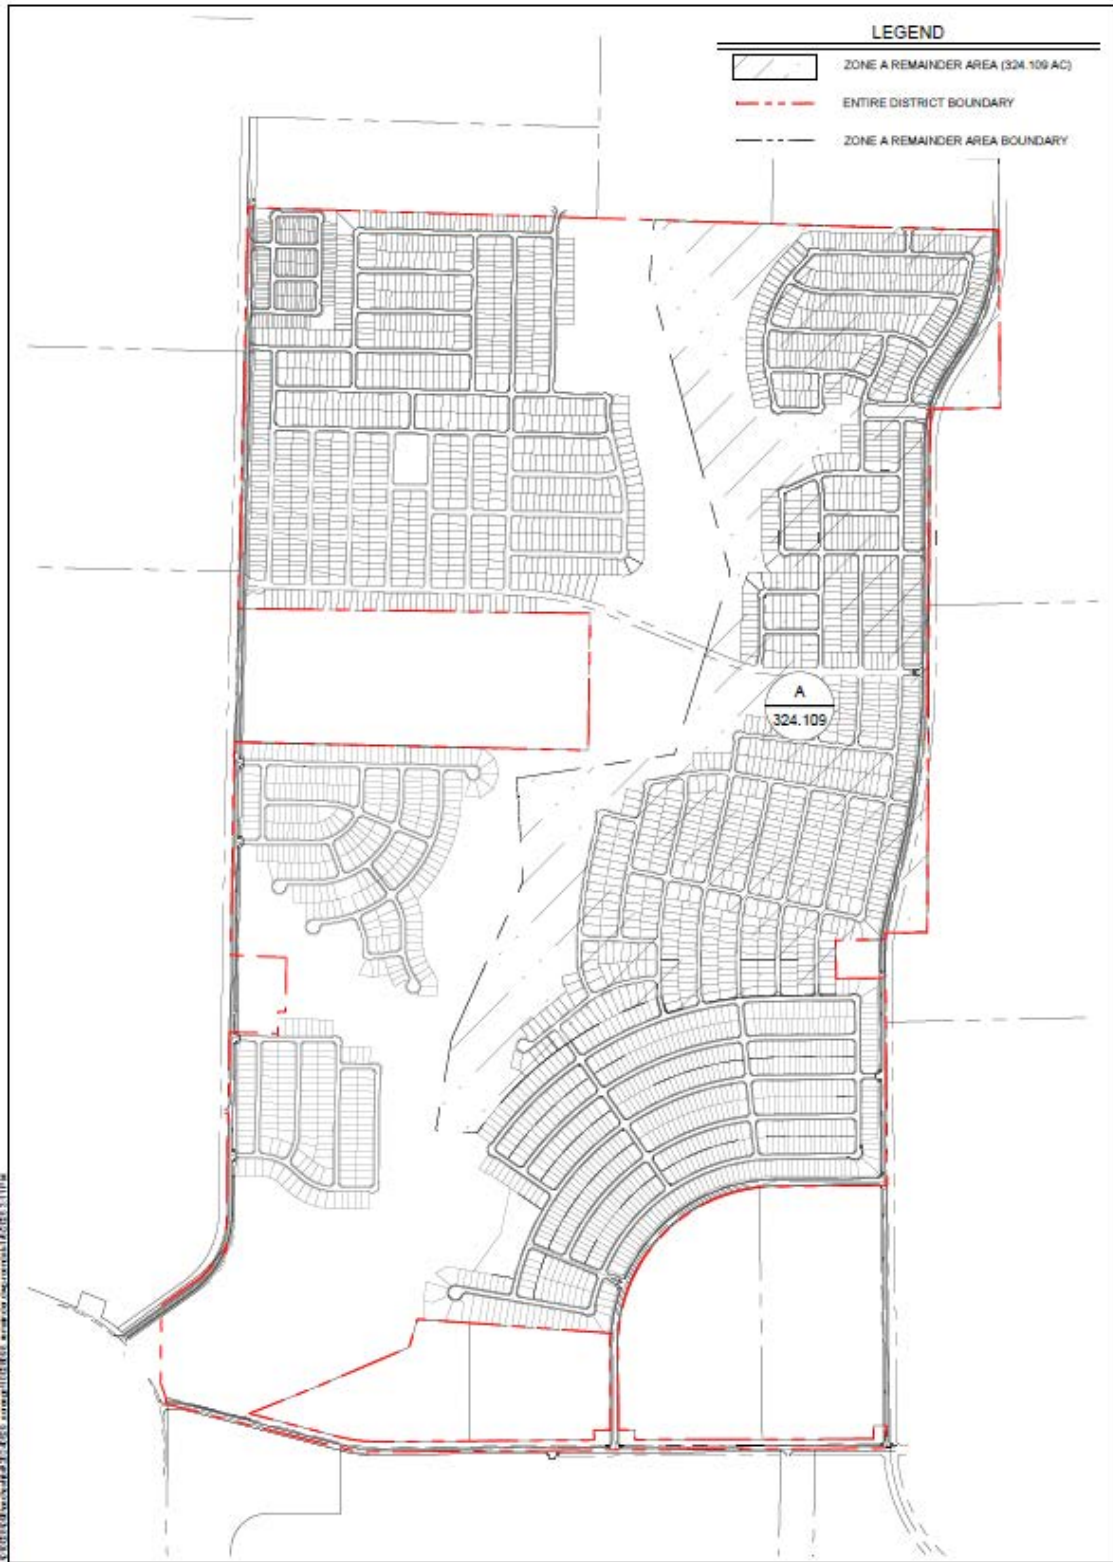 LEGEND
ZONE A REMAINDER AREA (324.109 AC)
ENTIRE DISTRICT BOUNDARY
ZONE A REMAINDER AREA BOUNDARY
A
324.109